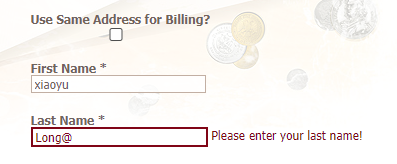 Use Same Address for Billing?
First Name *
xiaoyu
Last Name *
Long@ Please enter your last name!